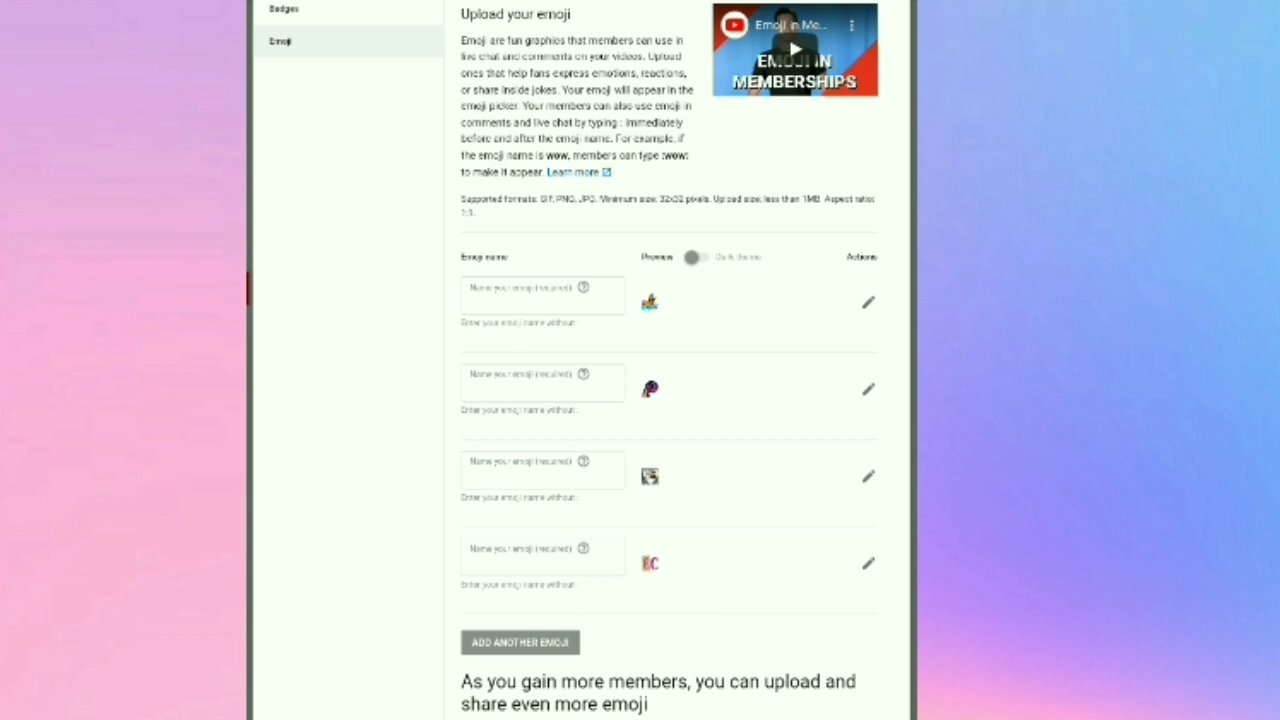 Badges
Emoji
Upload your emoji
Emoji are fun graphics that members can use in
live chat and comments on your videos. Upload
ones that help fans express emotions, reactions,
or share inside jokes. Your emoji will appear in the
emoji picker. Your members can also use emoji in
comments and live chat by typing : immediately
before and after the emoji name. For example, if
the emoji name is wow, members can type :wow:
to make it appear. Learn more
Emoji in Me...
EMOJI IN
MEMBERSHIPS
Supported formats: GIF, PNG, JPG. Minimum size: 32x32 pixels. Upload size: less than 1MB. Aspect ratio:
1:1.
Emoji name Preview Dark theme Actions
Name your emoji (required)
Enter your emoji name without :
Name your emoji (required)
Enter your emoji name without :
Name your emoji (required)
Enter your emoji name without :
Name your emoji (required)
EC
Enter your emoji name without :
ADD ANOTHER EMOJI
As you gain more members, you can upload and
share even more emoji